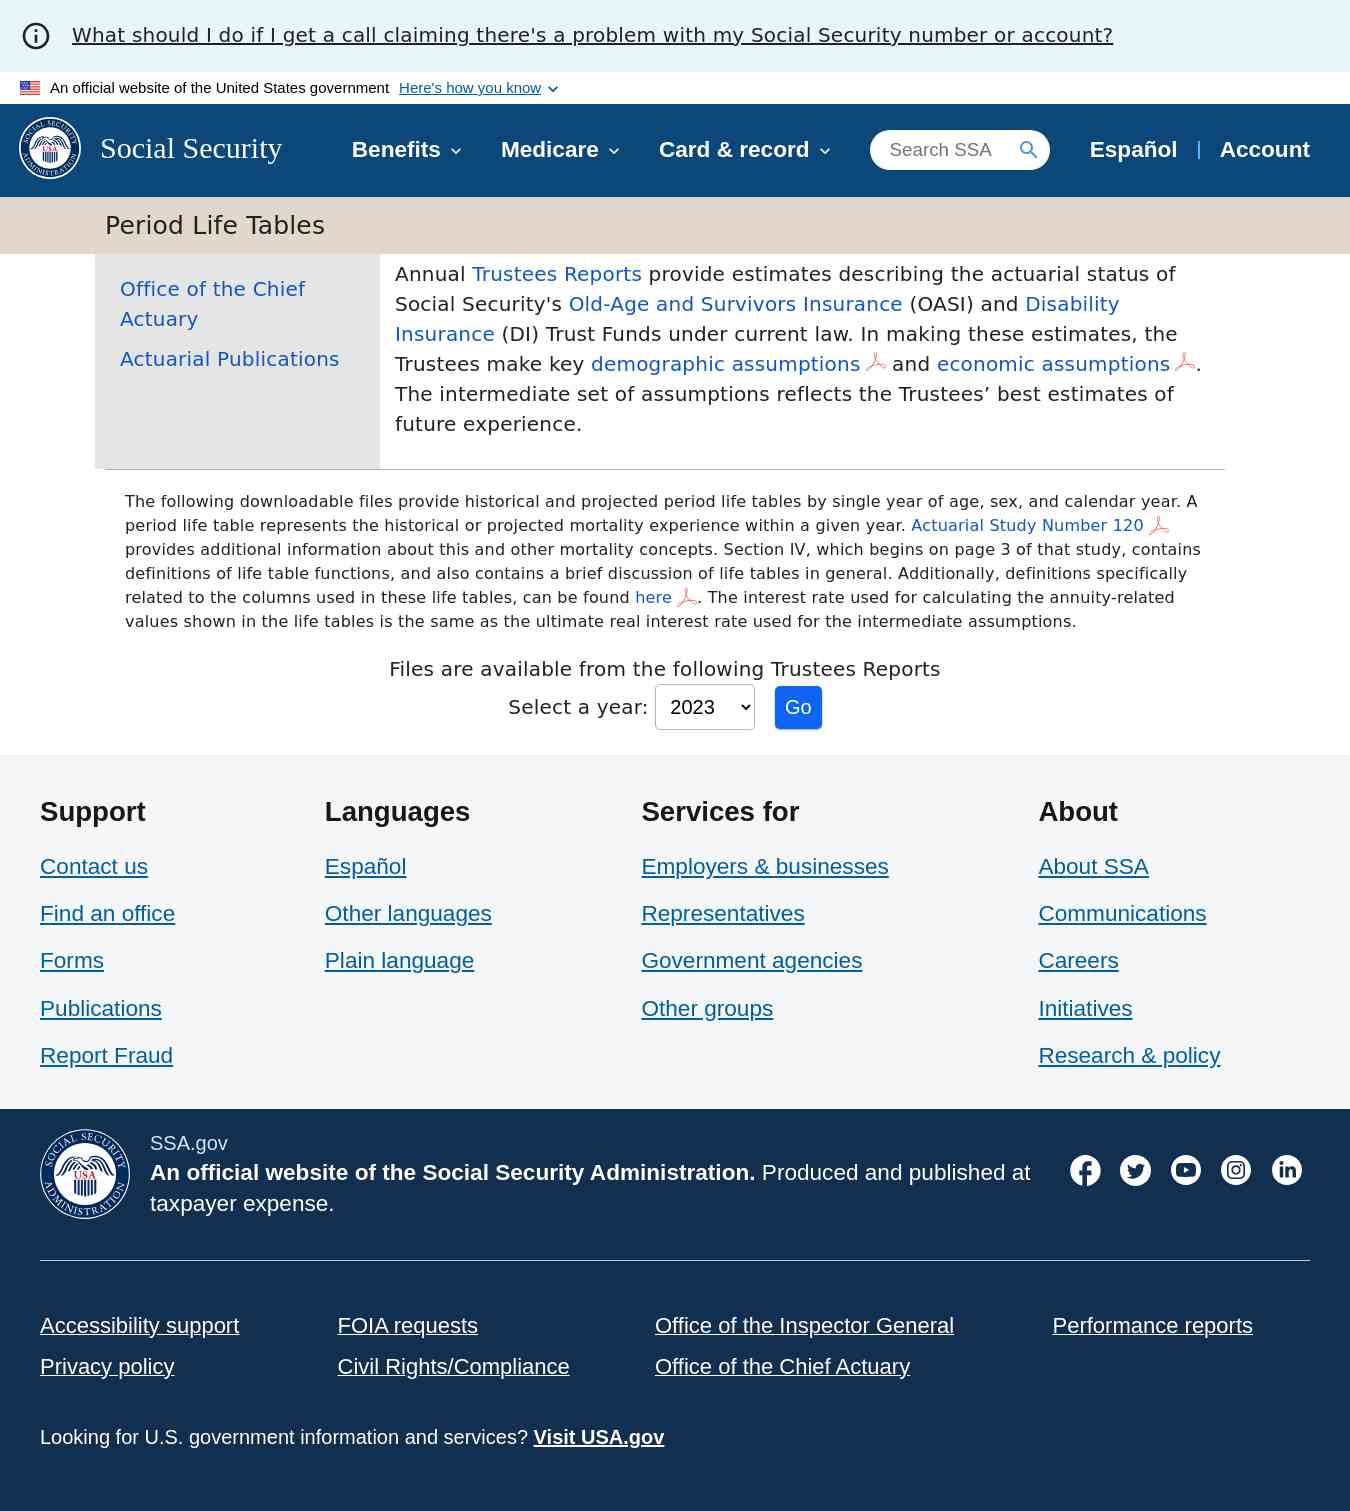 What should I do if I get a call claiming there's a problem with my Social Security number or account?
An official website of the United States government Here's how you know
Social Security
Benefits
Medicare
Card & record
Search SSA
Español
Account
Period Life Tables
Office of the Chief
Actuary
Actuarial Publications
Annual Trustees Reports provide estimates describing the actuarial status of
Social Security's Old-Age and Survivors Insurance (OASI) and Disability
Insurance (DI) Trust Funds under current law. In making these estimates, the
Trustees make key demographic assumptions and economic assumptions.
The intermediate set of assumptions reflects the Trustees’ best estimates of
future experience.
The following downloadable files provide historical and projected period life tables by single year of age, sex, and calendar year. A
period life table represents the historical or projected mortality experience within a given year. Actuarial Study Number 120
provides additional information about this and other mortality concepts. Section IV, which begins on page 3 of that study, contains
definitions of life table functions, and also contains a brief discussion of life tables in general. Additionally, definitions specifically
related to the columns used in these life tables, can be found here. The interest rate used for calculating the annuity-related
values shown in the life tables is the same as the ultimate real interest rate used for the intermediate assumptions.
Files are available from the following Trustees Reports
Select a year: 2023 Go
Support
Contact us
Find an office
Forms
Publications
Report Fraud
Languages
Español
Other languages
Plain language
Services for
Employers & businesses
Representatives
Government agencies
Other groups
About
About SSA
Communications
Careers
Initiatives
Research & policy
SOCIAL SECURITY
USA
ADMINISTRATION
SSA.gov
An official website of the Social Security Administration. Produced and published at
taxpayer expense.
Accessibility support
FOIA requests
Office of the Inspector General
Performance reports
Privacy policy
Civil Rights/Compliance
Office of the Chief Actuary
Looking for U.S. government information and services? Visit USA.gov